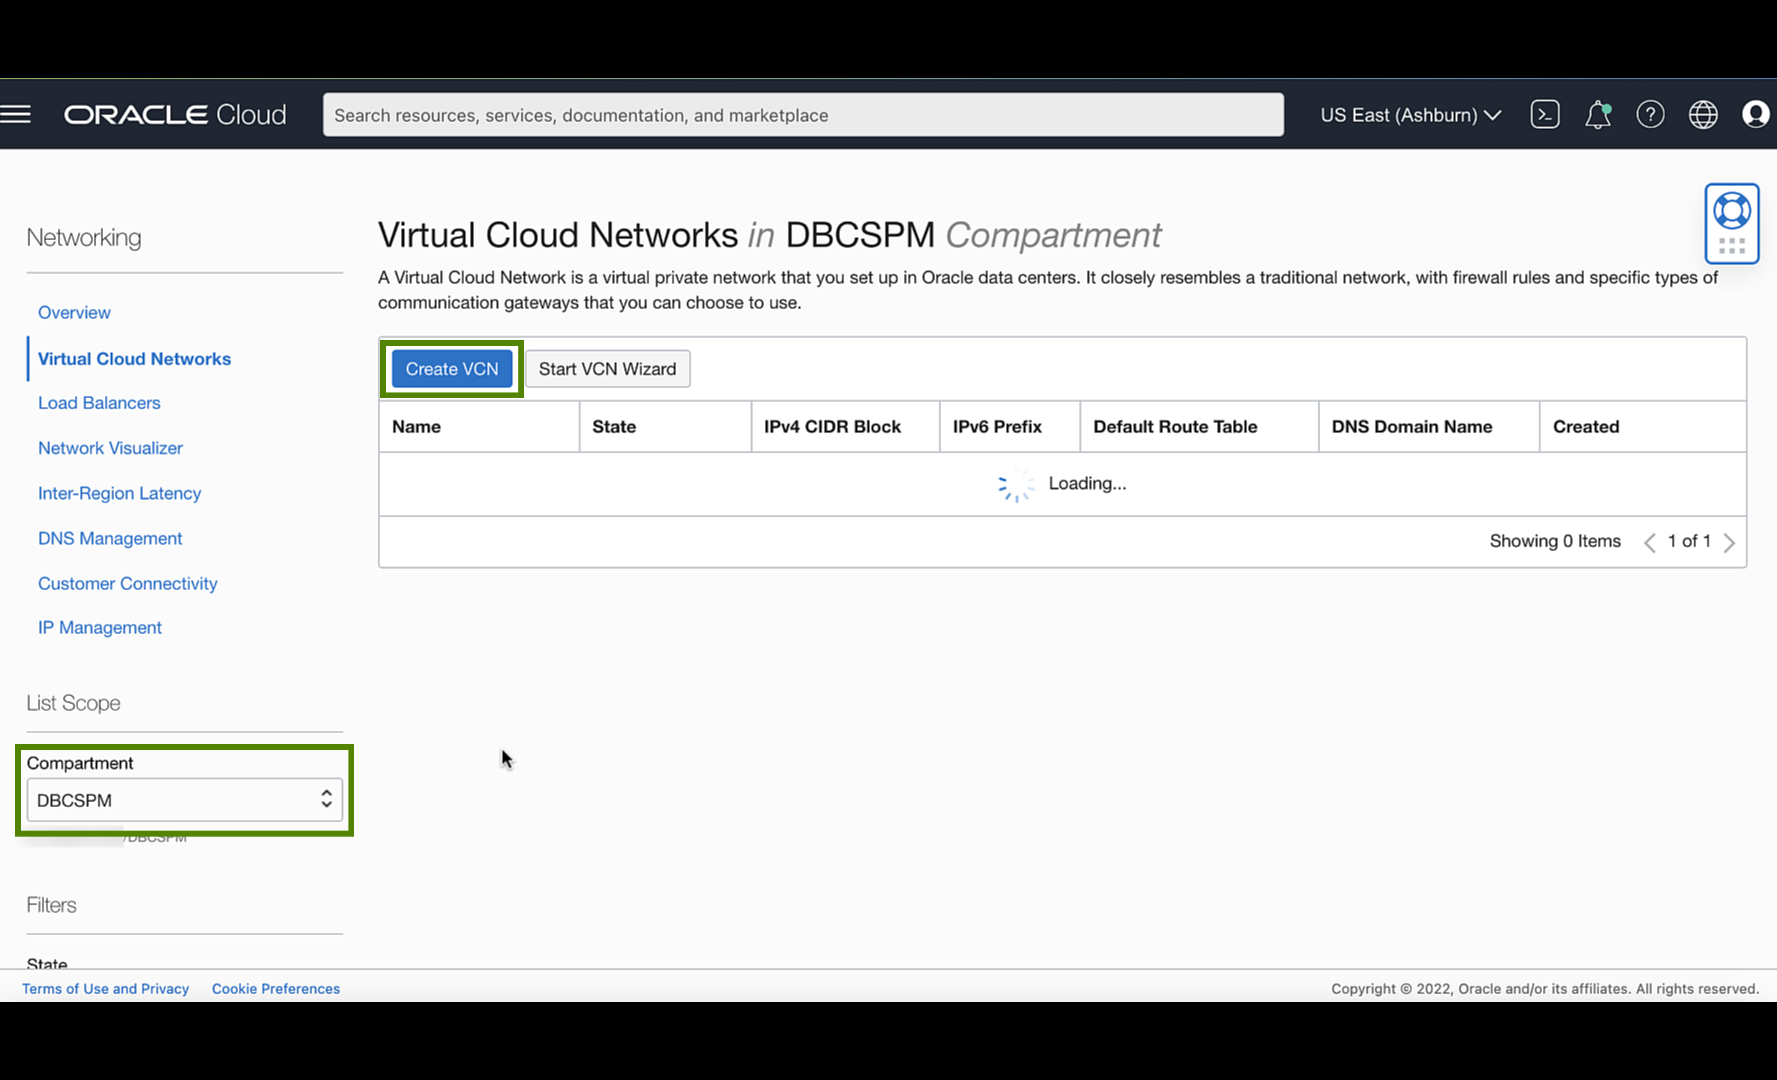 ORACLE Cloud
Search resources, services, documentation, and marketplace
US East (Ashburn)
Networking
Overview
Virtual Cloud Networks
Load Balancers
Network Visualizer
Inter-Region Latency
DNS Management
Customer Connectivity
IP Management
List Scope
Compartment
DBCSPM
/DBCSPM
Filters
State
Virtual Cloud Networks in DBCSPM Compartment
A Virtual Cloud Network is a virtual private network that you set up in Oracle data centers. It closely resembles a traditional network, with firewall rules and specific types of
communication gateways that you can choose to use.
Create VCN Start VCN Wizard
Name State IPv4 CIDR Block IPv6 Prefix Default Route Table DNS Domain Name Created
Loading...
Showing 0 Items 1 of 1
Terms of Use and Privacy Cookie Preferences
Copyright © 2022, Oracle and/or its affiliates. All rights reserved.